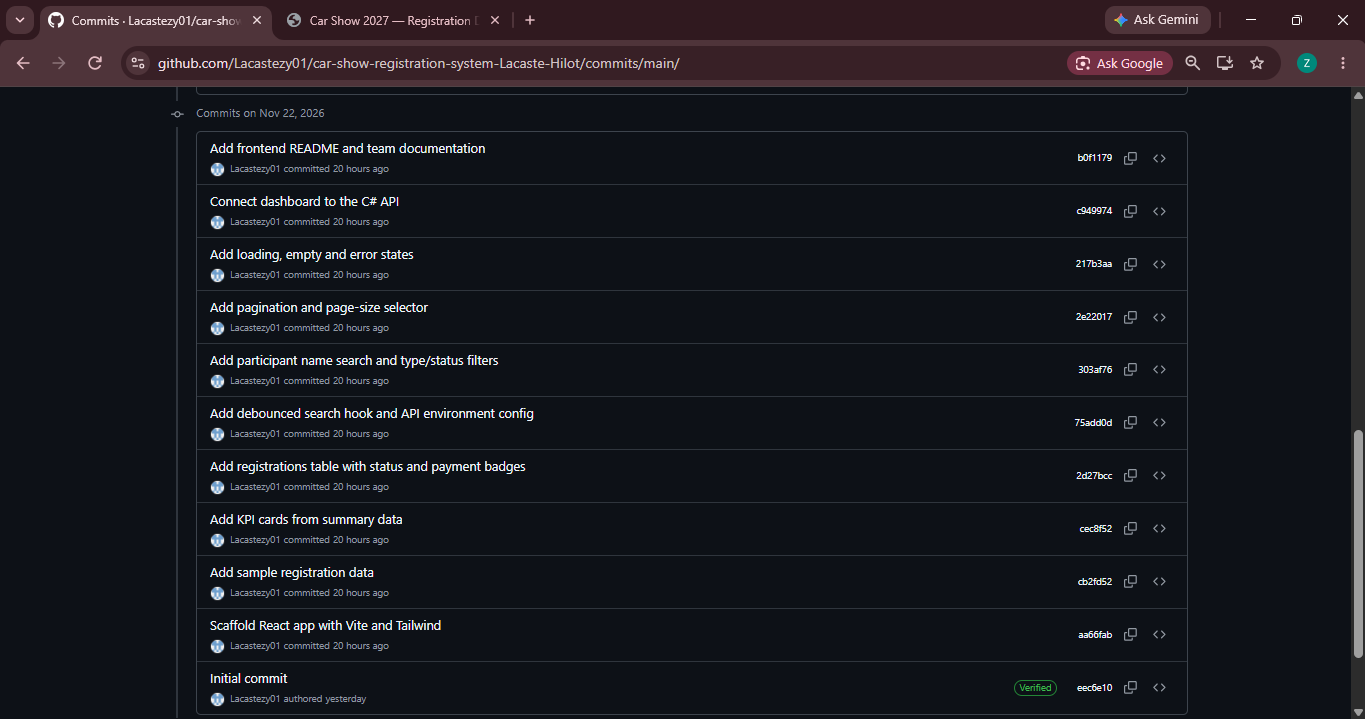 Commits · Lacastezy01/car-show
Car Show 2027 — Registration D
Ask Gemini
github.com/Lacastezy01/car-show-registration-system-Lacaste-Hilot/commits/main/
Ask Google
Z
Commits on Nov 22, 2026
Add frontend README and team documentation
Lacastezy01 committed 20 hours ago
b0f1179
Connect dashboard to the C# API
Lacastezy01 committed 20 hours ago
c949974
Add loading, empty and error states
Lacastezy01 committed 20 hours ago
217b3aa
Add pagination and page-size selector
Lacastezy01 committed 20 hours ago
2e22017
Add participant name search and type/status filters
Lacastezy01 committed 20 hours ago
303af76
Add debounced search hook and API environment config
Lacastezy01 committed 20 hours ago
75add0d
Add registrations table with status and payment badges
Lacastezy01 committed 20 hours ago
2d27bcc
Add KPI cards from summary data
Lacastezy01 committed 20 hours ago
cec8f52
Add sample registration data
Lacastezy01 committed 20 hours ago
cb2fd52
Scaffold React app with Vite and Tailwind
Lacastezy01 committed 20 hours ago
aa66fab
Initial commit
Lacastezy01 authored yesterday
Verified
eec6e10